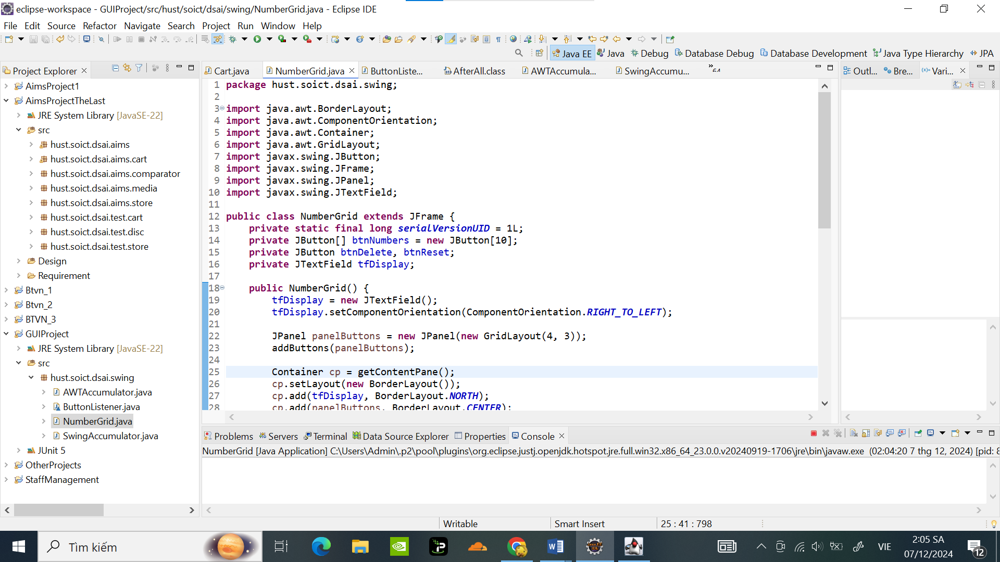 eclipse-workspace - GUIProject/src/hust/soict/dsai/swing/NumberGrid.java - Eclipse IDE
File Edit Source Refactor Navigate Search Project Run Window Help
Java EE Java Debug Database Debug Database Development Java Type Hierarchy JPA
Project Explorer
AimsProject1
AimsProjectTheLast
JRE System Library [JavaSE-22]
src
hust.soict.dsai.aims
hust.soict.dsai.aims.cart
hust.soict.dsai.aims.comparator
hust.soict.dsai.aims.media
hust.soict.dsai.aims.store
hust.soict.dsai.test.cart
hust.soict.dsai.test.disc
hust.soict.dsai.test.store
Design
Requirement
Btvn_1
Btvn_2
BTVN_3
GUIProject
JRE System Library [JavaSE-22]
src
hust.soict.dsai.swing
AWTAccumulator.java
ButtonListener.java
NumberGrid.java
SwingAccumulator.java
JUnit 5
OtherProjects
StaffManagement
Cart.java NumberGrid.java ButtonListe... AfterAll.class AWTAccumula... SwingAccumu... »64
1 package hust.soict.dsai.swing;
2
3 import java.awt.BorderLayout;
4 import java.awt.ComponentOrientation;
5 import java.awt.Container;
6 import java.awt.GridLayout;
7 import javax.swing.JButton;
8 import javax.swing.JFrame;
9 import javax.swing.JPanel;
10 import javax.swing.JTextField;
11
12 public class NumberGrid extends JFrame {
13 private static final long serialVersionUID = 1L;
14 private JButton[] btnNumbers = new JButton[10];
15 private JButton btnDelete, btnReset;
16 private JTextField tfDisplay;
17
18 public NumberGrid() {
19 tfDisplay = new JTextField();
20 tfDisplay.setComponentOrientation(ComponentOrientation.RIGHT_TO_LEFT);
21
22 JPanel panelButtons = new JPanel(new GridLayout(4, 3));
23 addButtons(panelButtons);
24
25 Container cp = getContentPane();
26 cp.setLayout(new BorderLayout());
27 cp.add(tfDisplay, BorderLayout.NORTH);
28 cp.add(panelButtons, BorderLayout.CENTER);
Outl... Bre... Vari...
Problems Servers Terminal Data Source Explorer Properties Console
NumberGrid [Java Application] C:\Users\Admin\.p2\pool\plugins\org.eclipse.justj.openjdk.hotspot.jre.full.win32.x86_64_23.0.0.v20240919-1706\jre\bin\javaw.exe (02:04:20 7 thg 12, 2024) [pid: 8
Writable Smart Insert 25 : 41 : 798
Tìm kiếm
VIE
2:05 SA
07/12/2024
12